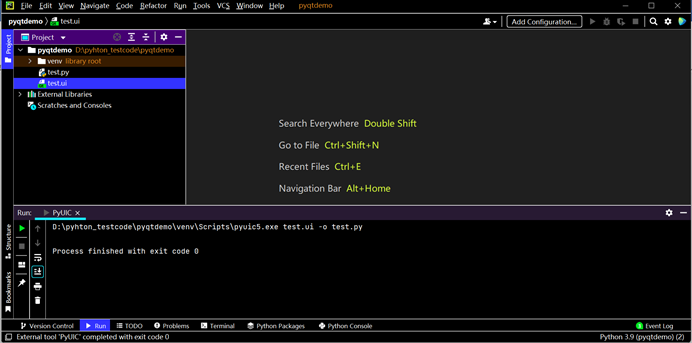 File Edit View Navigate Code Refactor Run Tools VCS Window Help pyqtdemo
pyqtdemo test.ui
Add Configuration...
Project
Project
pyqtdemo D:\pyhton_testcode\pyqtdemo
venv library root
test.py
test.ui
External Libraries
Scratches and Consoles
Search Everywhere Double Shift
Go to File Ctrl+Shift+N
Recent Files Ctrl+E
Navigation Bar Alt+Home
Run: PyUIC
D:\pyhton_testcode\pyqtdemo\venv\Scripts\pyuic5.exe test.ui -o test.py
Process finished with exit code 0
Structure
Bookmarks
Version Control Run TODO Problems Terminal Python Packages Python Console Event Log
External tool 'PyUIC' completed with exit code 0 Python 3.9 (pyqtdemo) (2)